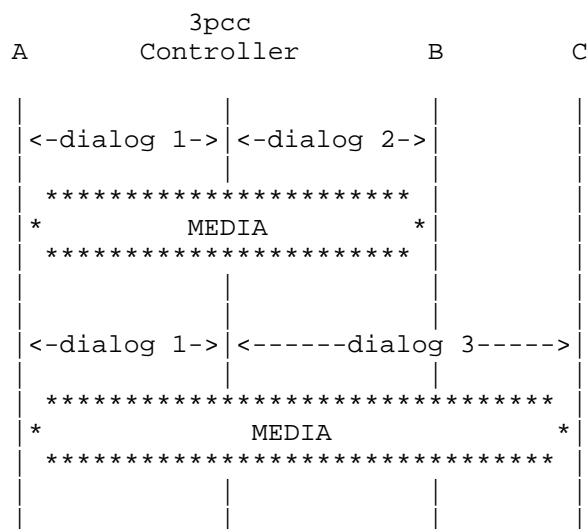 3pcc
A Controller B C
<-dialog 1-> <-dialog 2->
***********************
* MEDIA *
***********************
<-dialog 1-> <------dialog 3----->
********************************
* MEDIA *
********************************